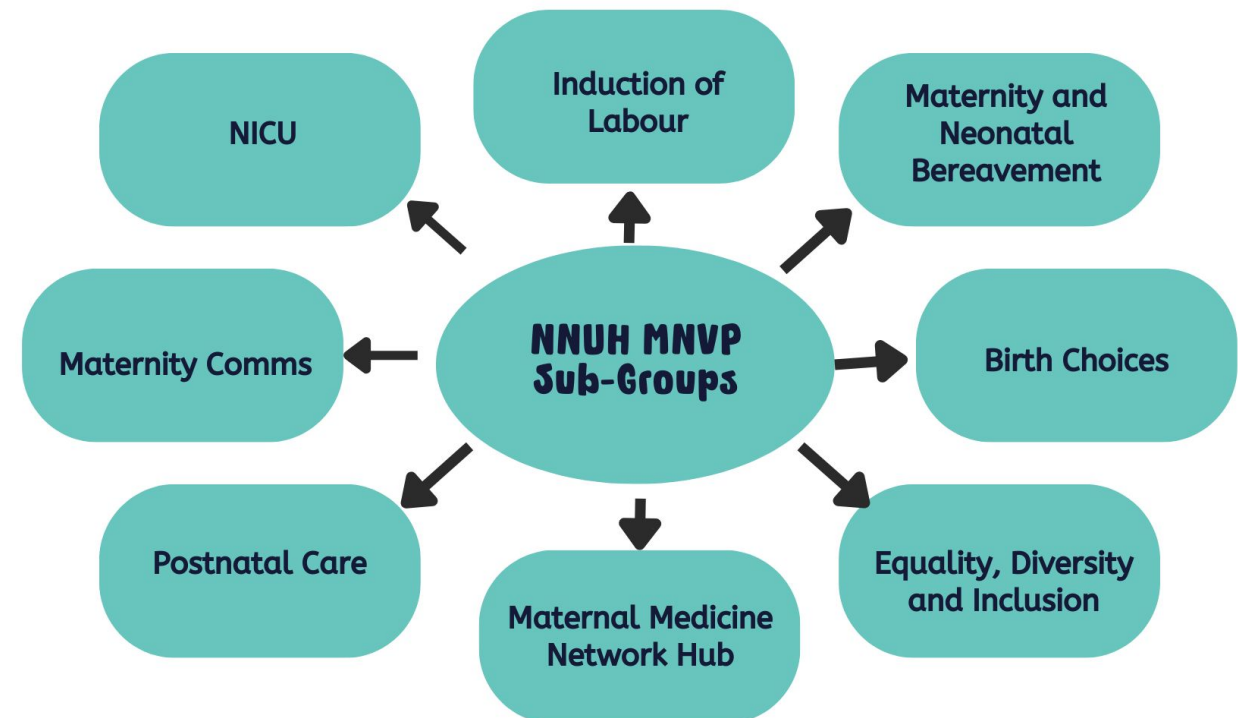 Induction of
Labour
NICU
Maternity and
Neonatal
Bereavement
NNUH MNVP
Sub-Groups
Maternity Comms
Birth Choices
Postnatal Care
Equality, Diversity
and Inclusion
Maternal Medicine
Network Hub